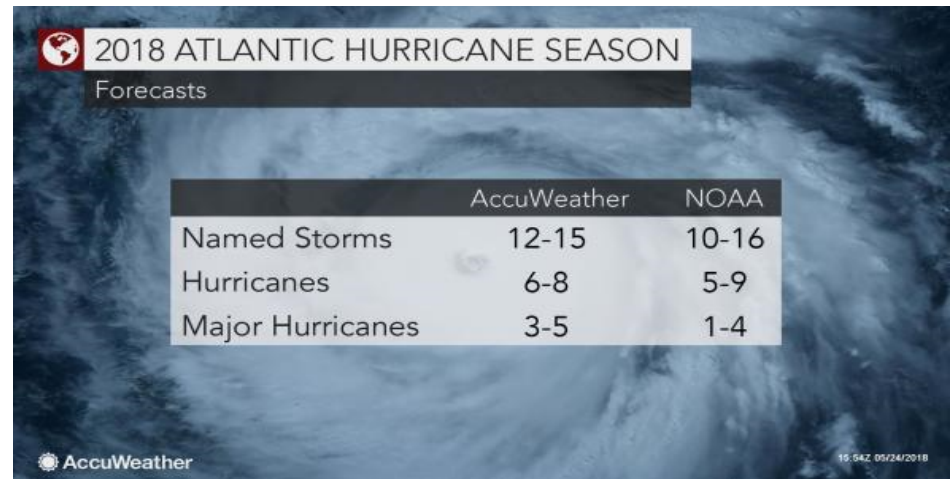 2018 ATLANTIC HURRICANE SEASON
Forecasts
AccuWeather NOAA
Named Storms 12-15 10-16
Hurricanes 6-8 5-9
Major Hurricanes 3-5 1-4
AccuWeather 15:54Z 05/24/2018